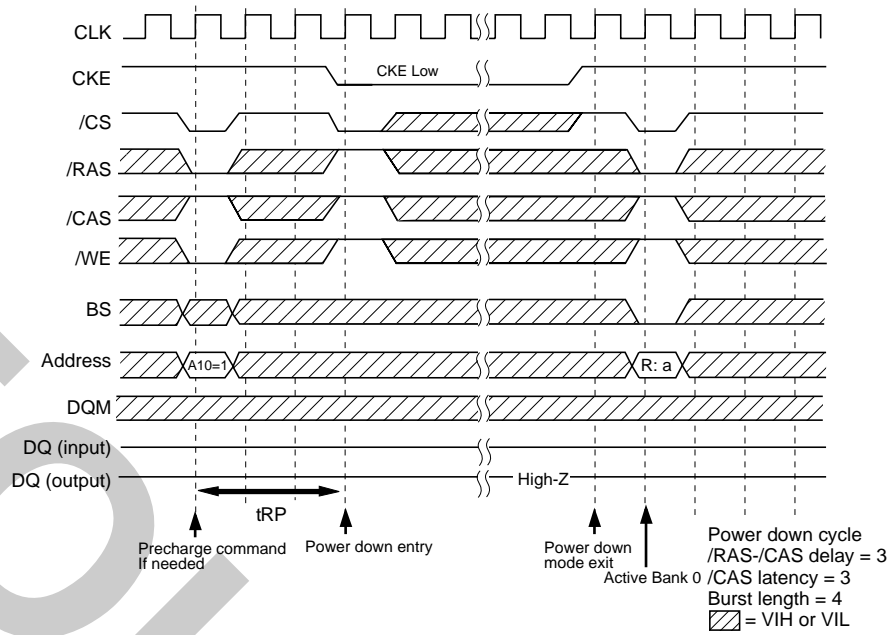 CLK
CKE
CKE Low
/CS
/RAS
/CAS
/WE
BS
Address
A10=1
R: a
DQM
DQ (input)
DQ (output)
High-Z
tRP
Precharge command
If needed
Power down entry
Power down
mode exit
Active Bank 0
Power down cycle
/RAS-/CAS delay = 3
/CAS latency = 3
Burst length = 4
= VIH or VIL